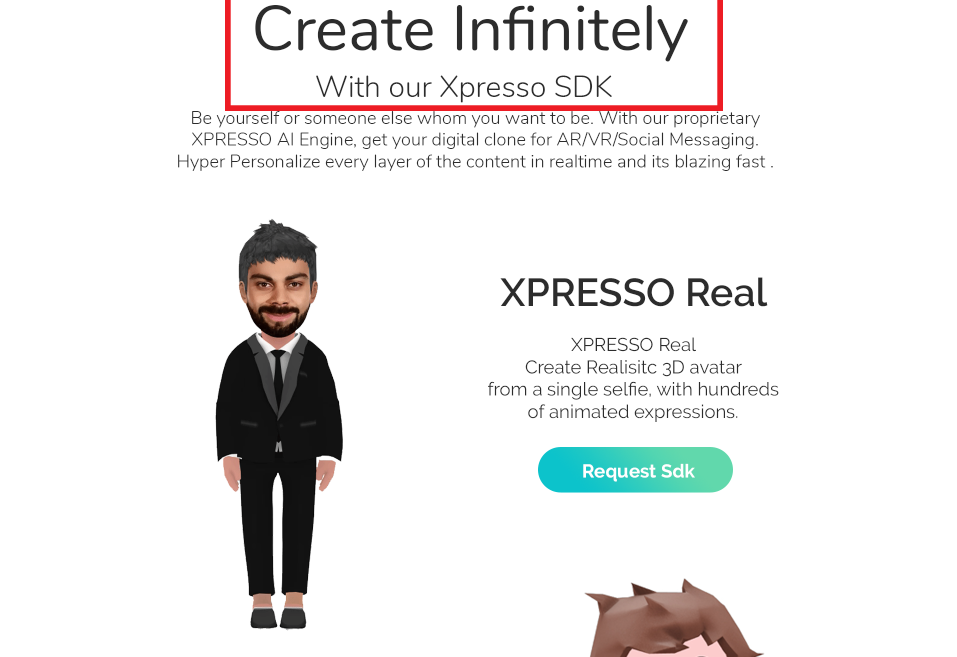 Create Infinitely
With our Xpresso SDK
Be yourself or someone else whom you want to be. With our proprietary
XPRESSO AI Engine, get your digital clone for AR/VR/Social Messaging.
Hyper Personalize every layer of the content in realtime and its blazing fast .
XPRESSO Real
XPRESSO Real
Create Realisitc 3D avatar
from a single selfie, with hundreds
of animated expressions.
Request Sdk